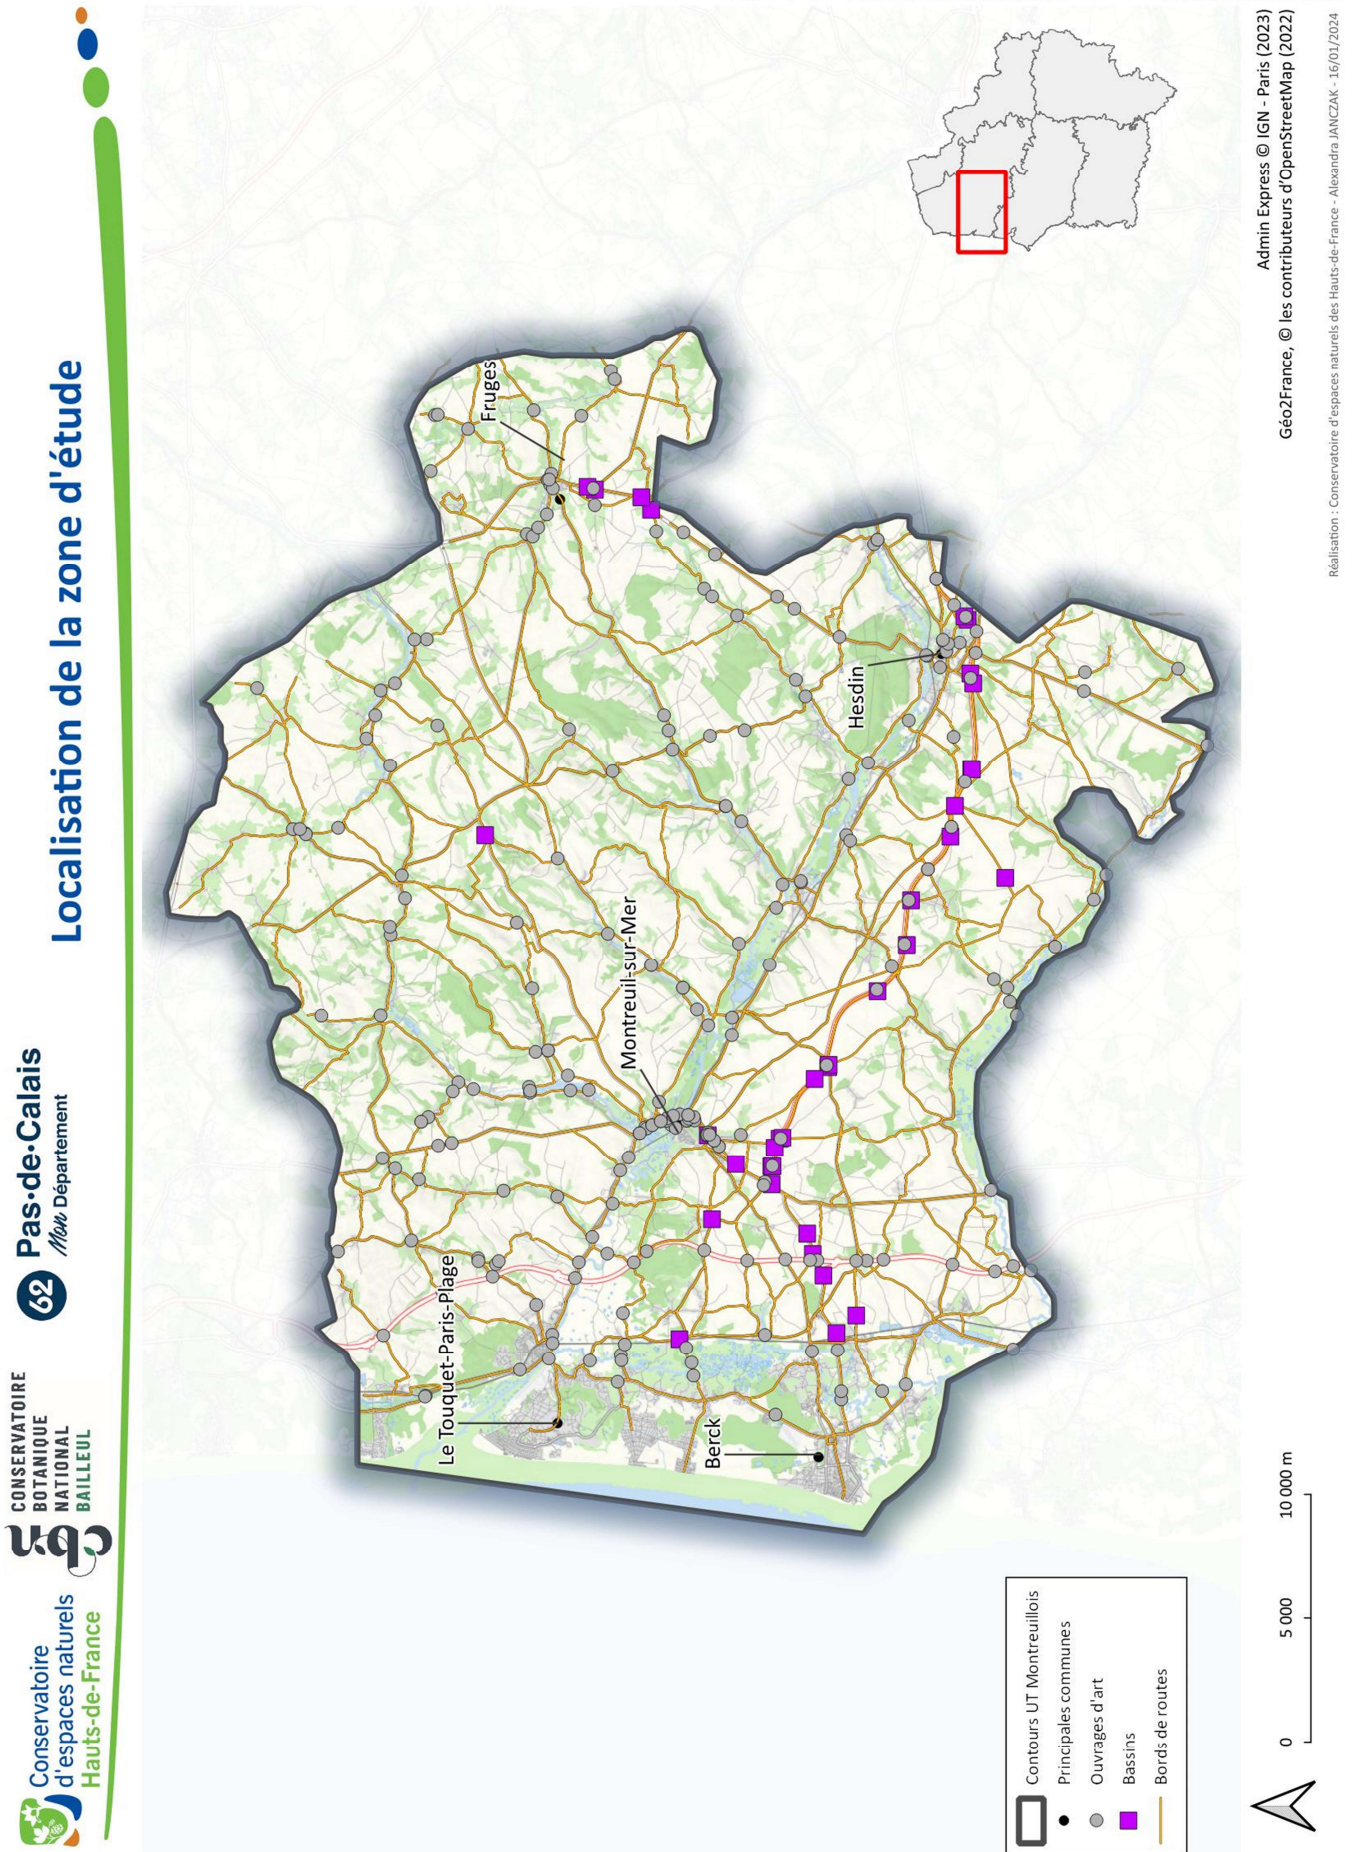 Conservatoire
d'espaces naturels
Hauts-de-France
cbn
CONSERVATOIRE
BOTANIQUE
NATIONAL
BAILLEUL
62 Pas·de·Calais
Mon Département
Localisation de la zone d'étude
Le Touquet-Paris-Plage
Berck
Montreuil-sur-Mer
Hesdin
Fruges
Contours UT Montreuillois
Principales communes
Ouvrages d'art
Bassins
Bords de routes
0 5 000 10 000 m
Admin Express © IGN - Paris (2023)
Géo2France, © les contributeurs d'OpenStreetMap (2022)
Réalisation : Conservatoire d'espaces naturels des Hauts-de-France - Alexandra JANCZAK - 16/01/2024